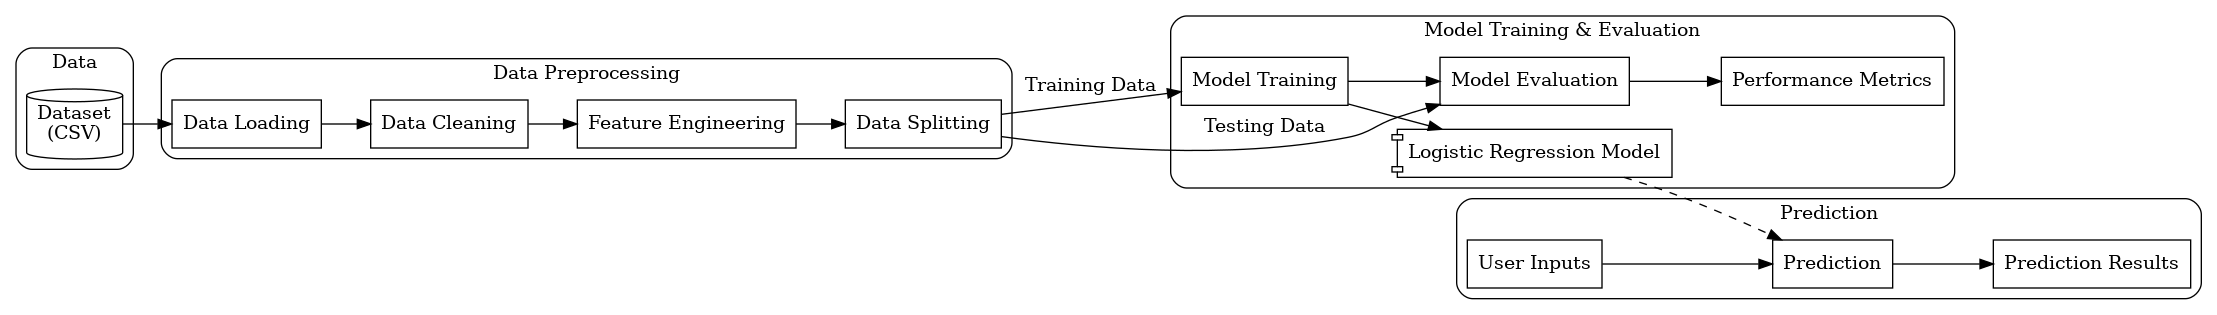 Data
Dataset
(CSV)
Data Preprocessing
Data Loading
Data Cleaning
Feature Engineering
Data Splitting
Training Data
Testing Data
Model Training & Evaluation
Model Training
Model Evaluation
Performance Metrics
Logistic Regression Model
Prediction
User Inputs
Prediction
Prediction Results